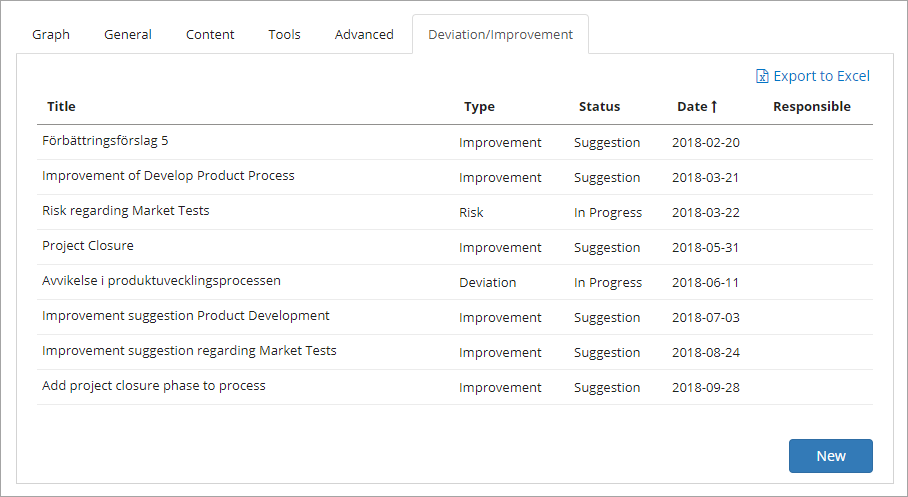 Graph General Content Tools Advanced Deviation/Improvement
Export to Excel
Title Type Status Date Responsible
Förbättringsförslag 5 Improvement Suggestion 2018-02-20
Improvement of Develop Product Process Improvement Suggestion 2018-03-21
Risk regarding Market Tests Risk In Progress 2018-03-22
Project Closure Improvement Suggestion 2018-05-31
Avvikelse i produktuvecklingsprocessen Deviation In Progress 2018-06-11
Improvement suggestion Product Development Improvement Suggestion 2018-07-03
Improvement suggestion regarding Market Tests Improvement Suggestion 2018-08-24
Add project closure phase to process Improvement Suggestion 2018-09-28
New